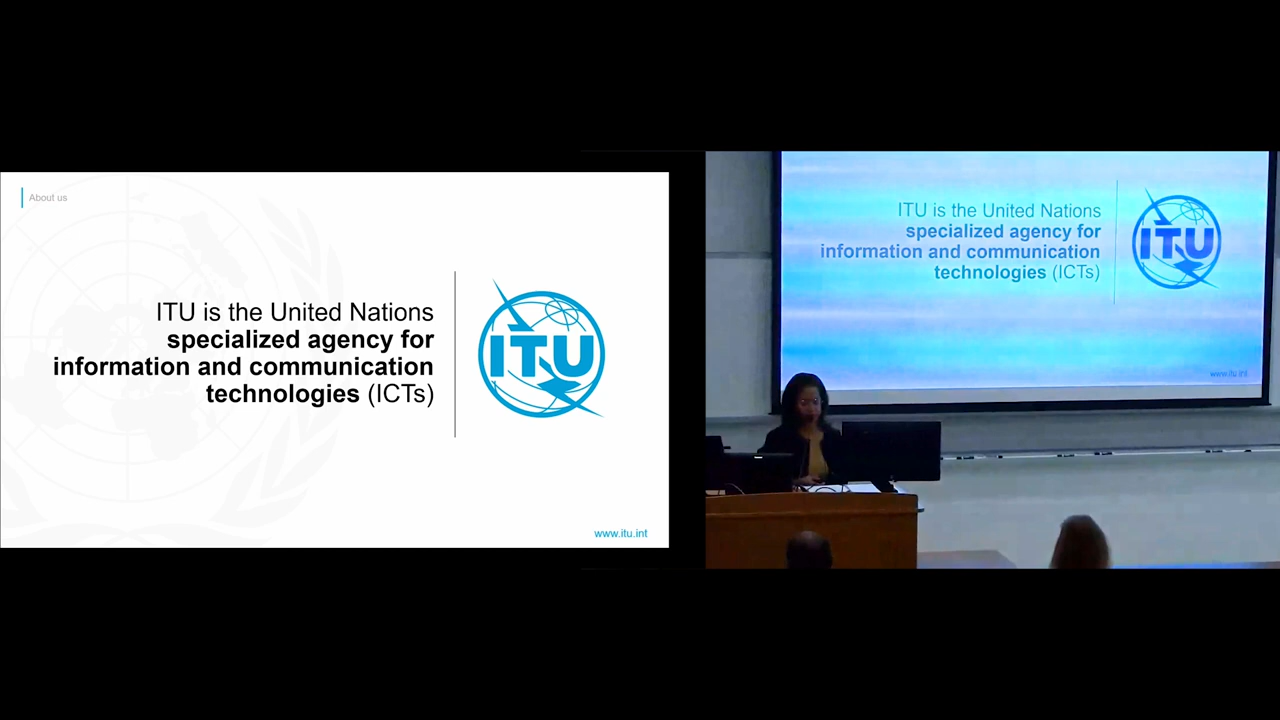 About us
ITU is the United Nations
specialized agency for
information and communication
technologies (ICTs)
ITU
www.itu.int
ITU is the United Nations
specialized agency for
information and communication
technologies (ICTs)
ITU
www.itu.int